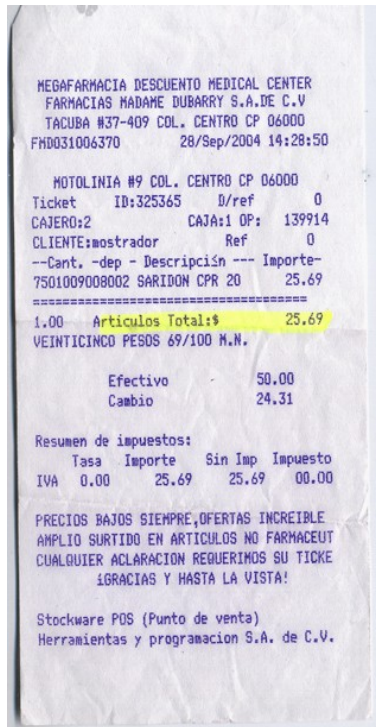 MEGAFARMACIA DESCUENTO MEDICAL CENTER
FARMACIAS MADAME DUBARRY S.A.DE C.V
TACUBA #37-409 COL. CENTRO CP 06000
FMD031006370 28/Sep/2004 14:28:50
MOTOLINIA #9 COL. CENTRO CP 06000
Ticket ID:325365 D/ref 0
CAJERO:2 CAJA:1 OP: 139914
CLIENTE:mostrador Ref 0
--Cant. -dep - Descripción --- Importe-
7501009008002 SARIDON CPR 20 25.69
=====================================
1.00 Articulos Total:$ 25.69
VEINTICINCO PESOS 69/100 M.N.
Efectivo 50.00
Cambio 24.31
Resumen de impuestos:
Tasa Importe Sin Imp Impuesto
IVA 0.00 25.69 25.69 00.00
PRECIOS BAJOS SIEMPRE,OFERTAS INCREIBLE
AMPLIO SURTIDO EN ARTICULOS NO FARMACEUT
CUALQUIER ACLARACION REQUERIMOS SU TICKE
¡GRACIAS Y HASTA LA VISTA!
Stockware POS (Punto de venta)
Herramientas y programacion S.A. de C.V.